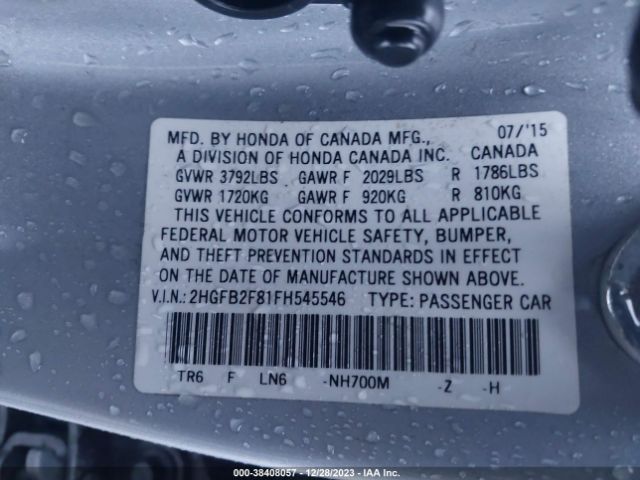 MFD. BY HONDA OF CANADA MFG., 07/'15
A DIVISION OF HONDA CANADA INC. CANADA
GVWR 3792LBS GAWR F 2029LBS R 1786LBS
GVWR 1720KG GAWR F 920KG R 810KG
THIS VEHICLE CONFORMS TO ALL APPLICABLE
FEDERAL MOTOR VEHICLE SAFETY, BUMPER,
AND THEFT PREVENTION STANDARDS IN EFFECT
ON THE DATE OF MANUFACTURE SHOWN ABOVE.
V.I.N.: 2HGFB2F81FH545546 TYPE: PASSENGER CAR
TR6 F LN6 -NH700M -Z -H
000-38408057 - 12/28/2023 - IAA Inc.